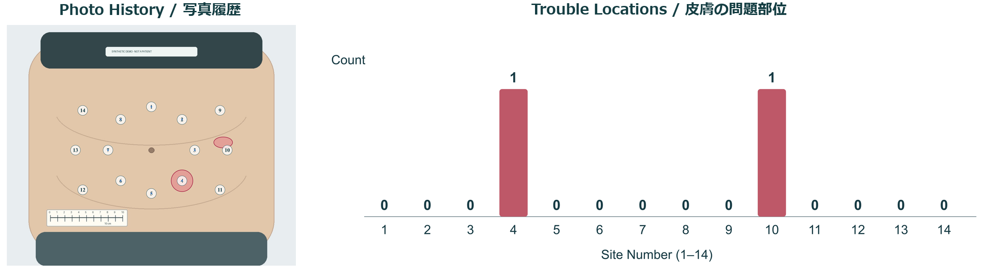 Photo History / 写真履歴
SYNTHETIC DEMO - NOT A PATIENT
1
14
9
8
2
13
7
3
10
6
4
12
11
5
0 1 2 3 4 5 6 7 8 9 10
10 cm
Trouble Locations / 皮膚の問題部位
Count
1 1
0 0 0 0 0 0 0 0 0 0 0 0
1 2 3 4 5 6 7 8 9 10 11 12 13 14
Site Number (1–14)